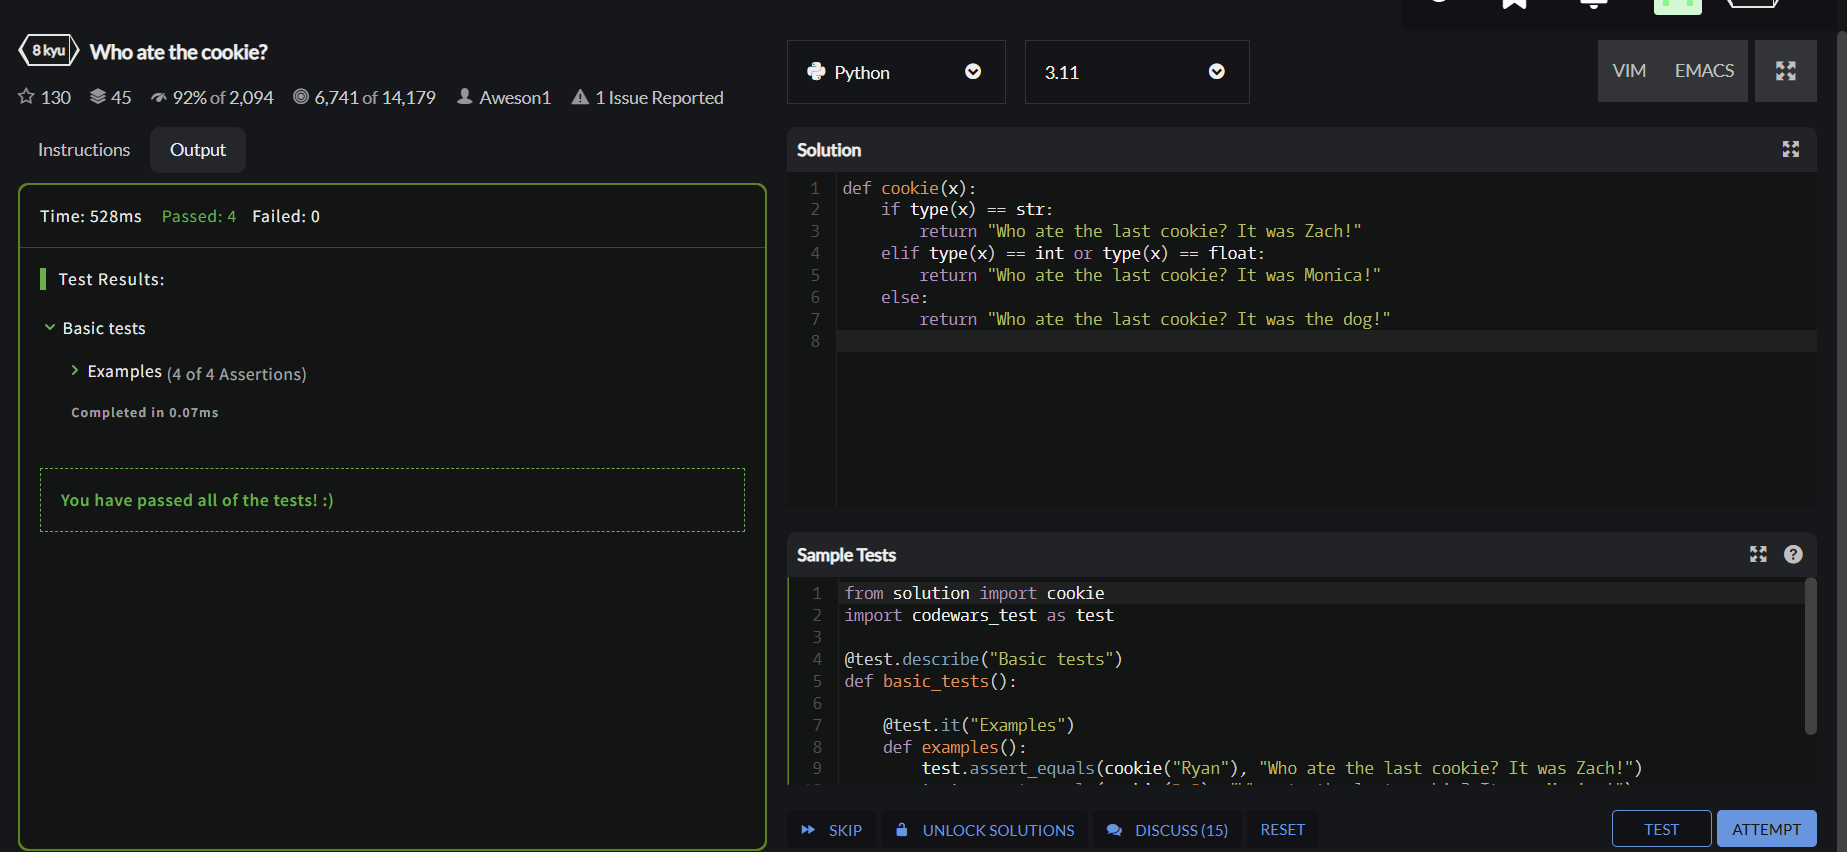 8 kyu Who ate the cookie?
130 45 92% of 2,094 6,741 of 14,179 Aweson1 1 Issue Reported
Instructions Output
Time: 528ms Passed: 4 Failed: 0
Test Results:
Basic tests
Examples (4 of 4 Assertions)
Completed in 0.07ms
You have passed all of the tests! :)
Python 3.11 VIM EMACS
Solution
1 def cookie(x):
2     if type(x) == str:
3         return "Who ate the last cookie? It was Zach!"
4     elif type(x) == int or type(x) == float:
5         return "Who ate the last cookie? It was Monica!"
6     else:
7         return "Who ate the last cookie? It was the dog!"
8
Sample Tests
1 from solution import cookie
2 import codewars_test as test
3
4 @test.describe("Basic tests")
5 def basic_tests():
6
7     @test.it("Examples")
8     def examples():
9         test.assert_equals(cookie("Ryan"), "Who ate the last cookie? It was Zach!")
SKIP UNLOCK SOLUTIONS DISCUSS (15) RESET TEST ATTEMPT